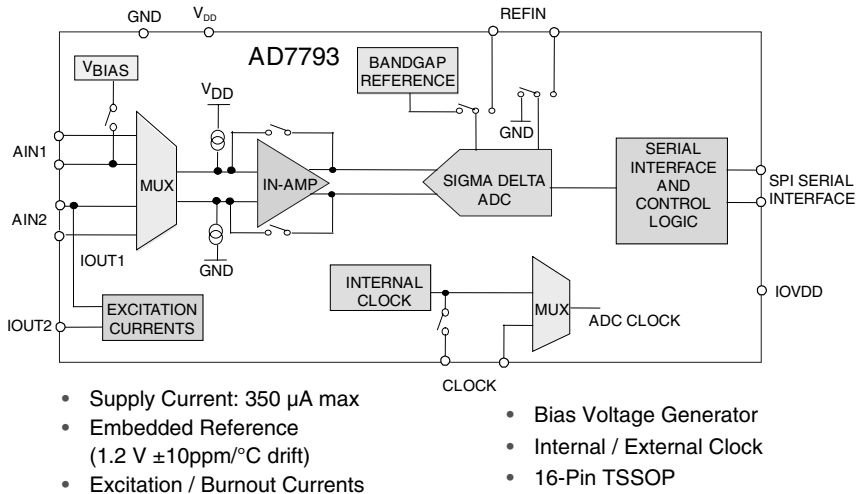 GND
VDD
REFIN
AD7793
VBIAS
VDD
BANDGAP
REFERENCE
GND
AIN1
MUX
IN-AMP
SIGMA DELTA
ADC
SERIAL
INTERFACE
AND
CONTROL
LOGIC
SPI SERIAL
INTERFACE
AIN2
IOUT1
GND
INTERNAL
CLOCK
MUX
ADC CLOCK
IOVDD
EXCITATION
CURRENTS
IOUT2
CLOCK
• Supply Current: 350 µA max
• Embedded Reference
(1.2 V ±10ppm/°C drift)
• Excitation / Burnout Currents
• Bias Voltage Generator
• Internal / External Clock
• 16-Pin TSSOP